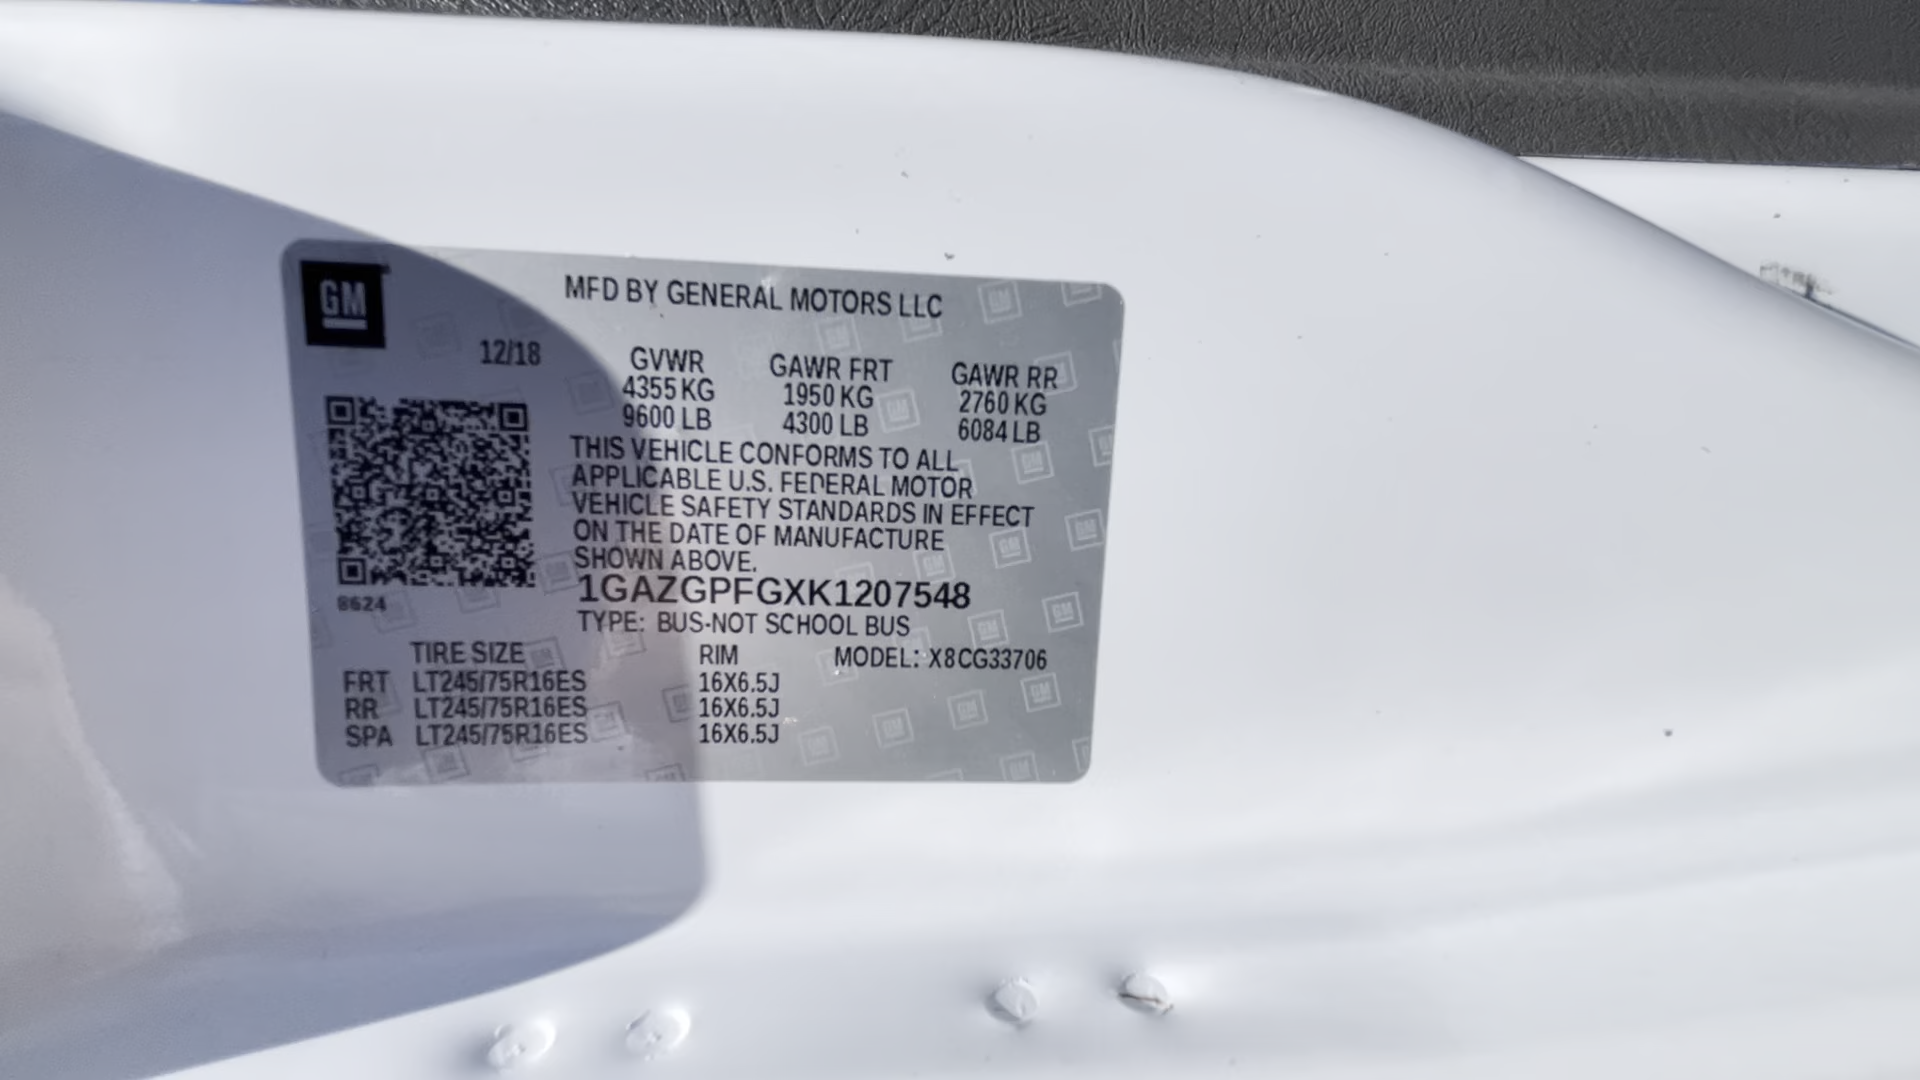 GM
MFD BY GENERAL MOTORS LLC
12/18
GVWR GAWR FRT GAWR RR
4355 KG 1950 KG 2760 KG
9600 LB 4300 LB 6084 LB
THIS VEHICLE CONFORMS TO ALL
APPLICABLE U.S. FEDERAL MOTOR
VEHICLE SAFETY STANDARDS IN EFFECT
ON THE DATE OF MANUFACTURE
SHOWN ABOVE.
1GAZGPFGXK1207548
8624
TYPE: BUS-NOT SCHOOL BUS
TIRE SIZE RIM MODEL: X8CG33706
FRT LT245/75R16ES 16X6.5J
RR LT245/75R16ES 16X6.5J
SPA LT245/75R16ES 16X6.5J